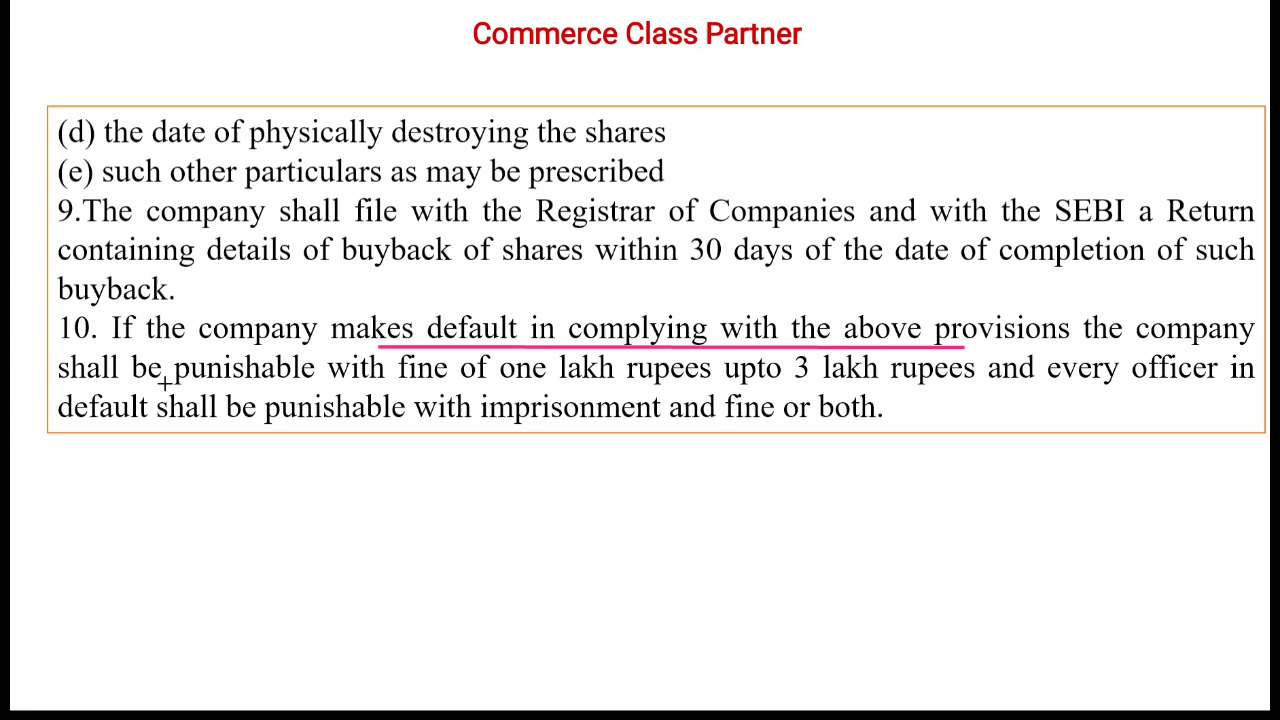 Commerce Class Partner
(d) the date of physically destroying the shares
(e) such other particulars as may be prescribed
9.The company shall file with the Registrar of Companies and with the SEBI a Return
containing details of buyback of shares within 30 days of the date of completion of such
buyback.
10. If the company makes default in complying with the above provisions the company
shall be punishable with fine of one lakh rupees upto 3 lakh rupees and every officer in
default shall be punishable with imprisonment and fine or both.